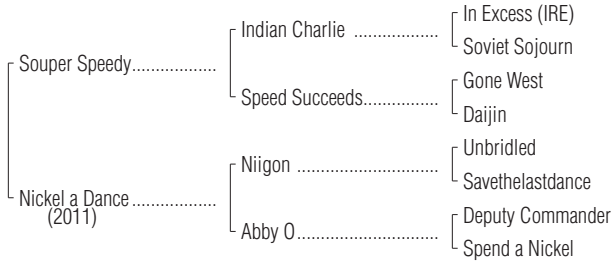 In Excess (IRE)
Indian Charlie ..................
Soviet Sojourn
Souper Speedy..................
Gone West
Speed Succeeds................
Daijin
Unbridled
Niigon ..............................
Savethelastdance
Nickel a Dance..................
(2011)
Deputy Commander
Abby O..............................
Spend a Nickel